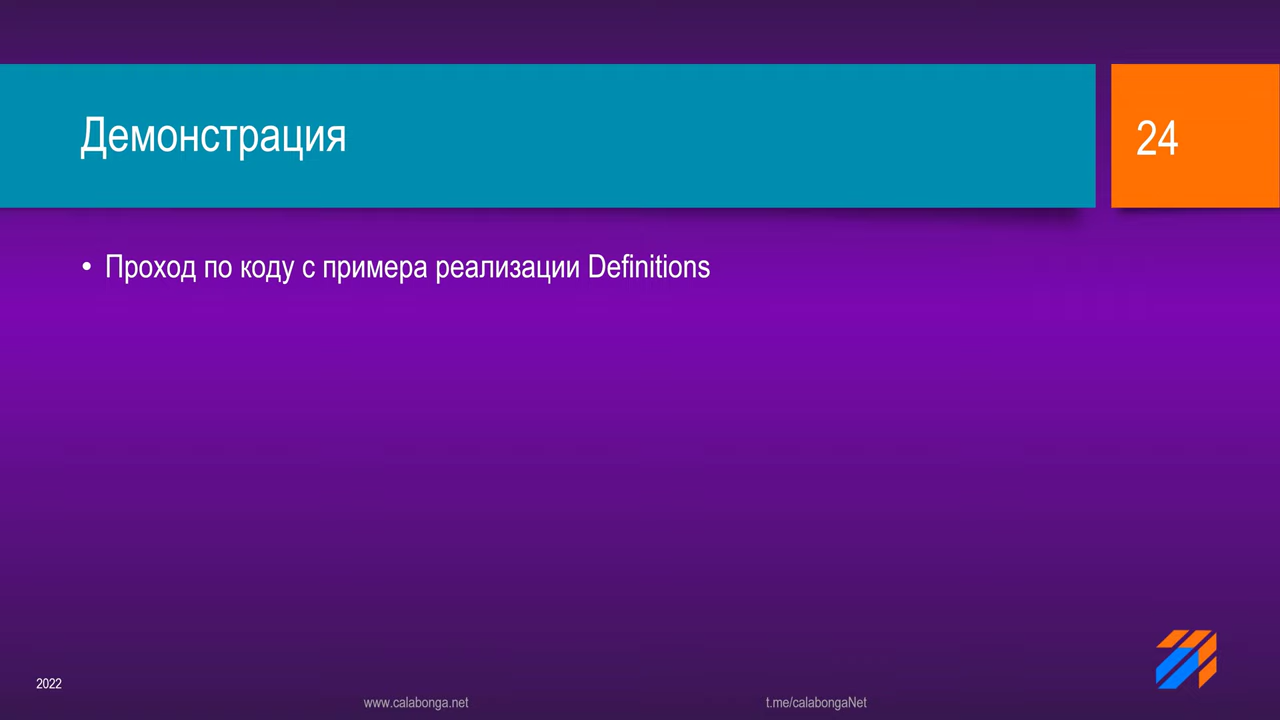 Демонстрация
24
• Проход по коду с примера реализации Definitions
2022
www.calabonga.net
t.me/calabongaNet